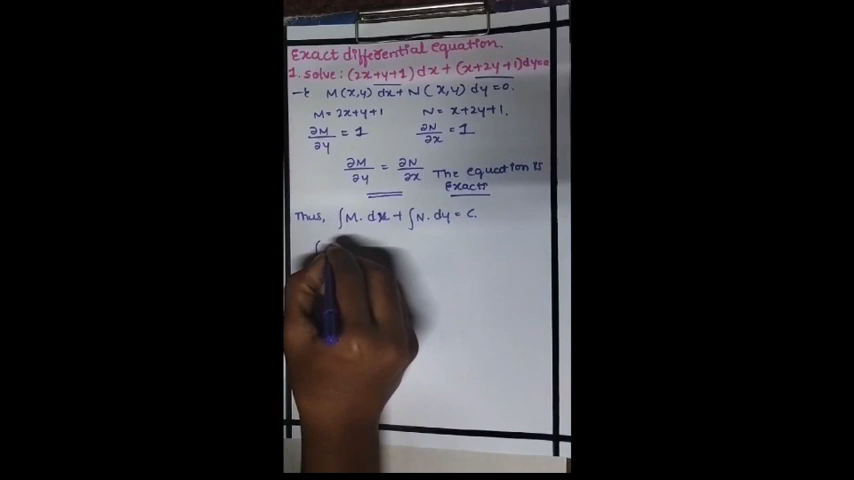 Exact differential equation.
1. solve: (2x+y+1) dx + (x+2y+1)dy=0
→ M(x,y) dx + N(x,y) dy=0.
M= 2x+y+1 N= x+2y+1.
∂M/∂y = 1 ∂N/∂x = 1
∂M/∂y = ∂N/∂x The equation is
Exact.
Thus, ∫M. dx + ∫N. dy = C.